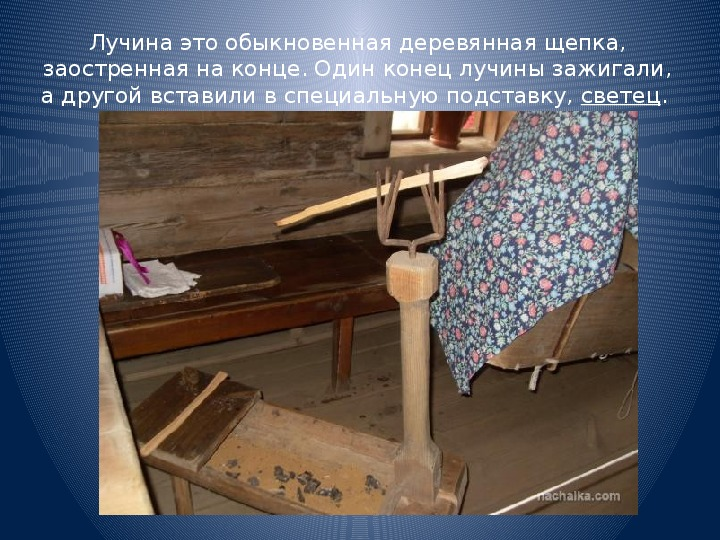 Лучина это обыкновенная деревянная щепка,
заостренная на конце. Один конец лучины зажигали,
а другой вставили в специальную подставку, светец.
nachalka.com